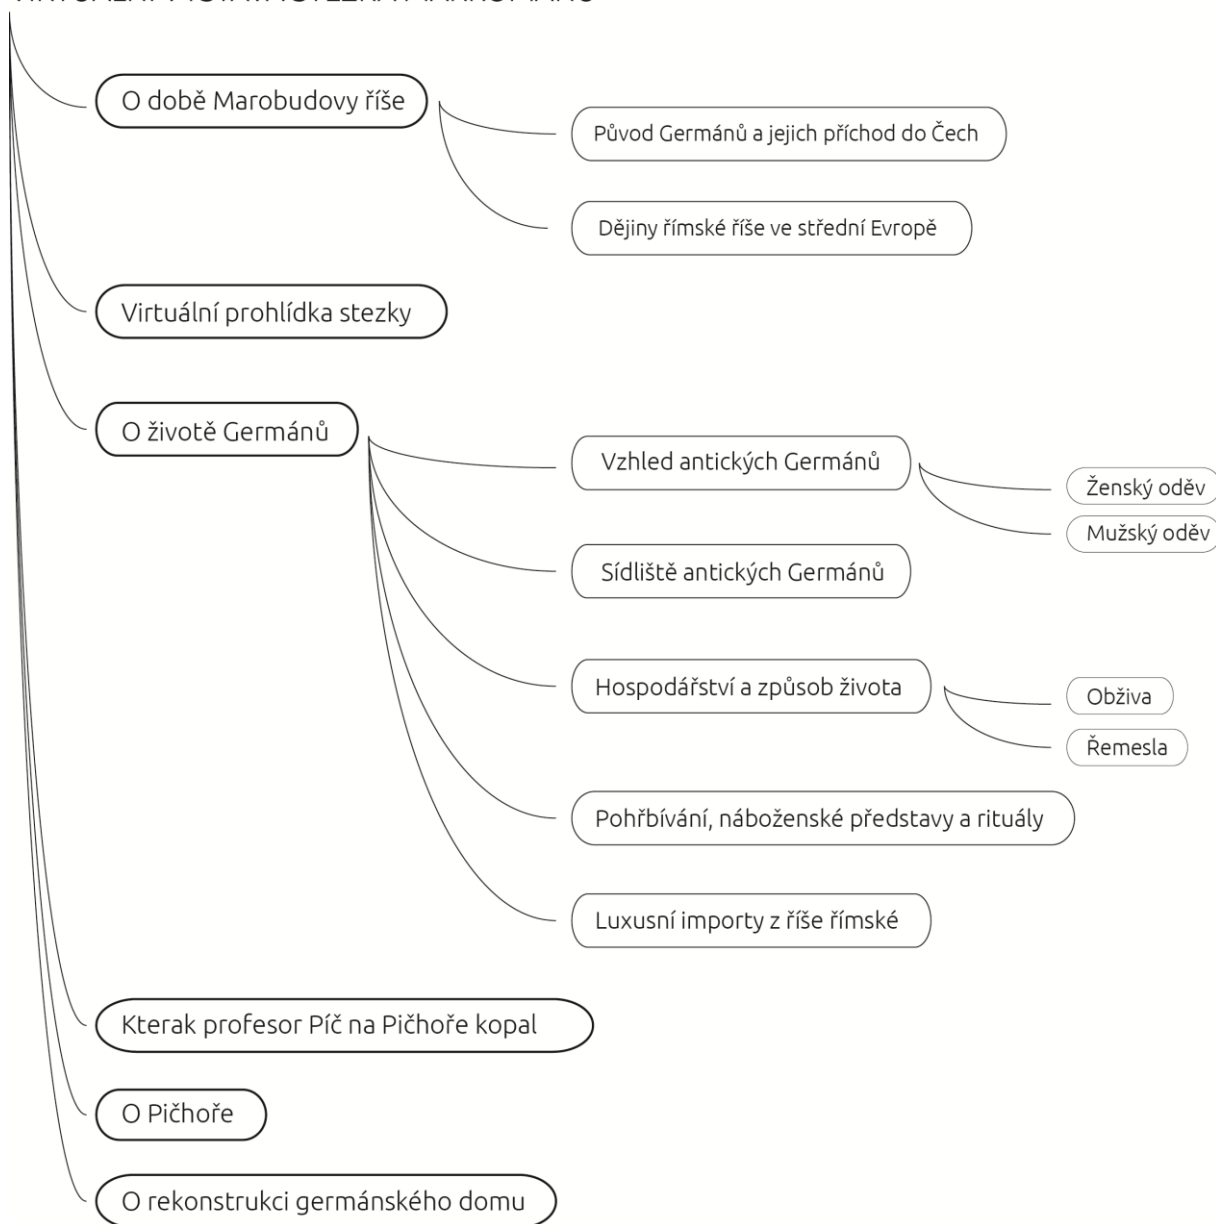 O době Marobudovy říše
Původ Germánů a jejich příchod do Čech
Dějiny římské říše ve střední Evropě
Virtuální prohlídka stezky
O životě Germánů
Vzhled antických Germánů
Ženský oděv
Mužský oděv
Sídliště antických Germánů
Hospodářství a způsob života
Obživa
Řemesla
Pohřbívání, náboženské představy a rituály
Luxusní importy z říše římské
Kterak profesor Píč na Pičhoře kopal
O Pičhoře
O rekonstrukci germánského domu